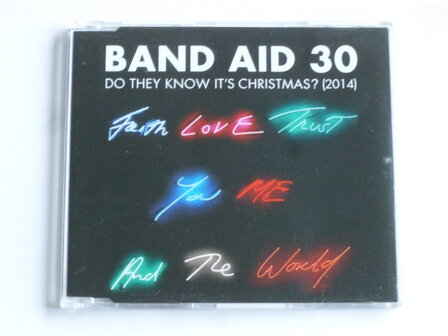 BAND AID 30
DO THEY KNOW IT'S CHRISTMAS? (2014)
Faith LOVE TRUST
You ME
And The World